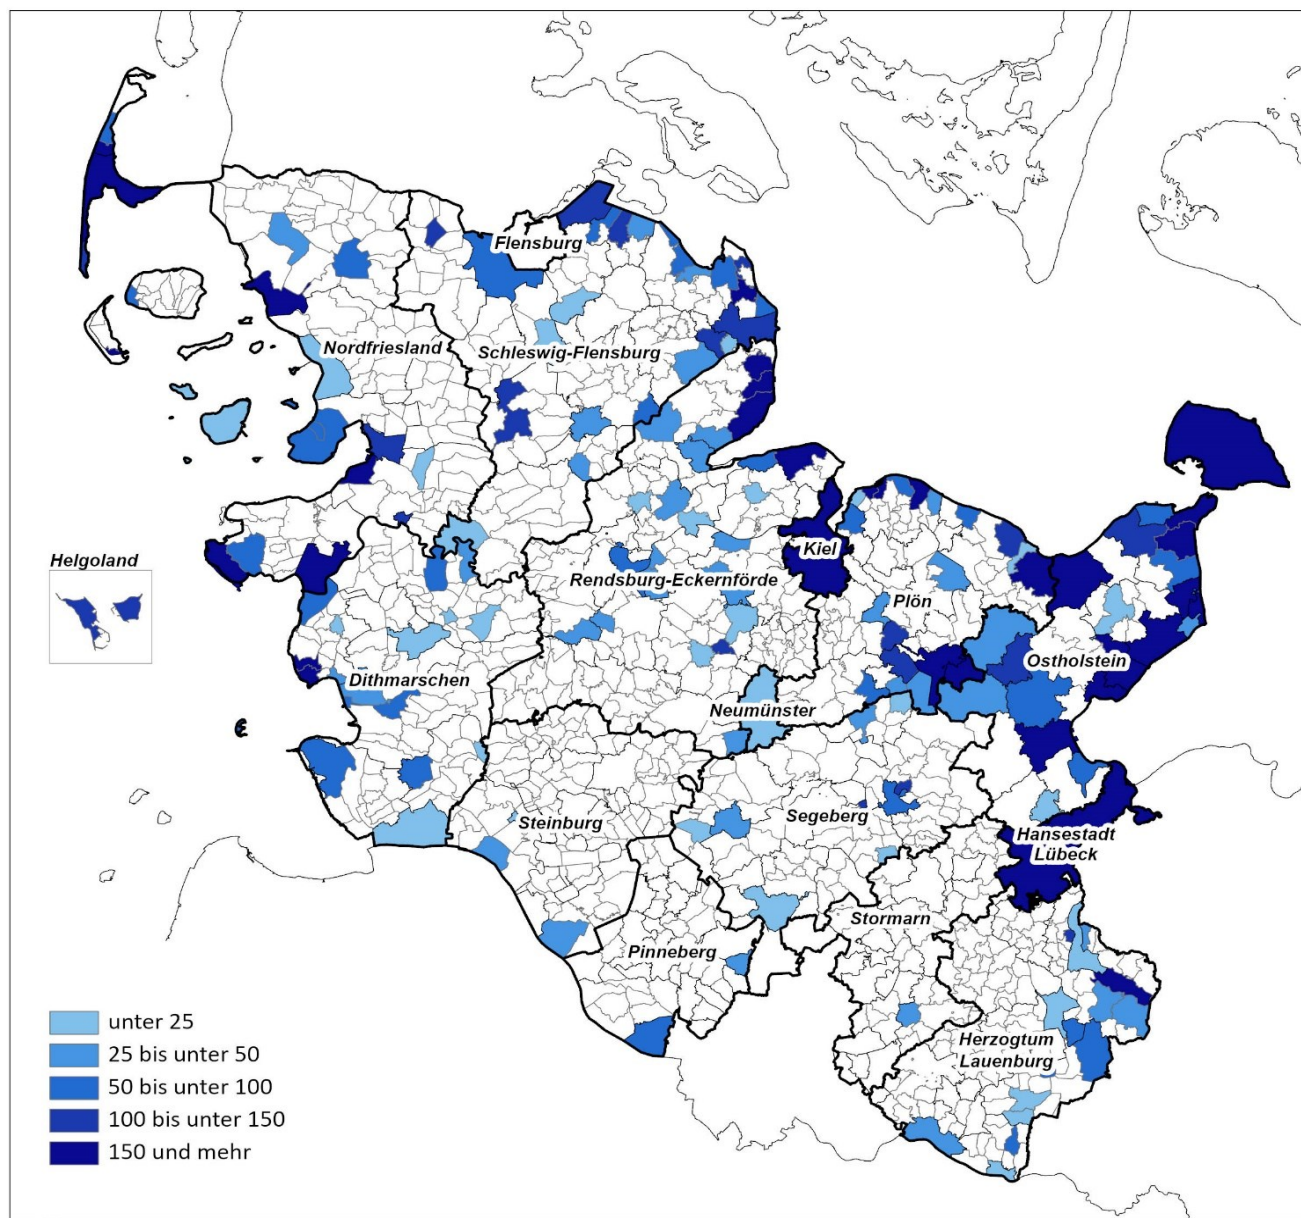 Flensburg
Nordfriesland
Schleswig-Flensburg
Helgoland
Kiel
Rendsburg-Eckernförde
Plön
Ostholstein
Dithmarschen
Neumünster
Steinburg
Segeberg
Hansestadt
Lübeck
Stormarn
Pinneberg
Herzogtum
Lauenburg
unter 25
25 bis unter 50
50 bis unter 100
100 bis unter 150
150 und mehr